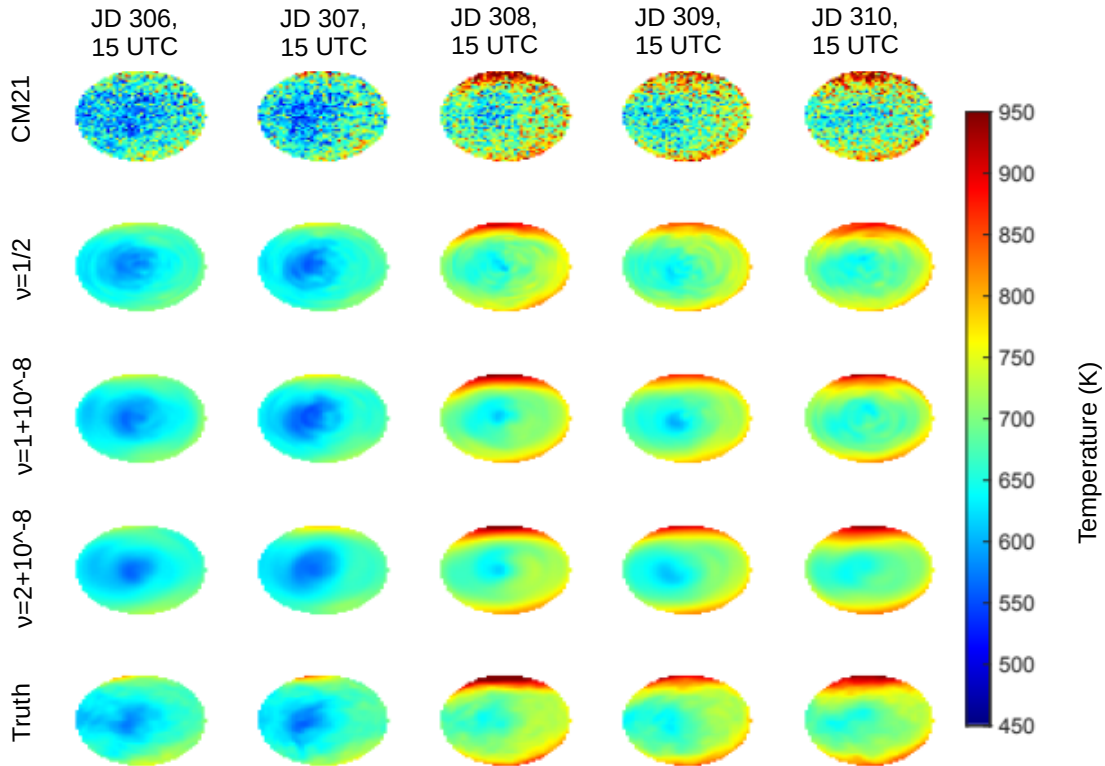 JD 306,
15 UTC
JD 307,
15 UTC
JD 308,
15 UTC
JD 309,
15 UTC
JD 310,
15 UTC
CM21
ν=1/2
ν=1+10^-8
ν=2+10^-8
Truth
950
900
850
800
750
700
650
600
550
500
450
Temperature (K)